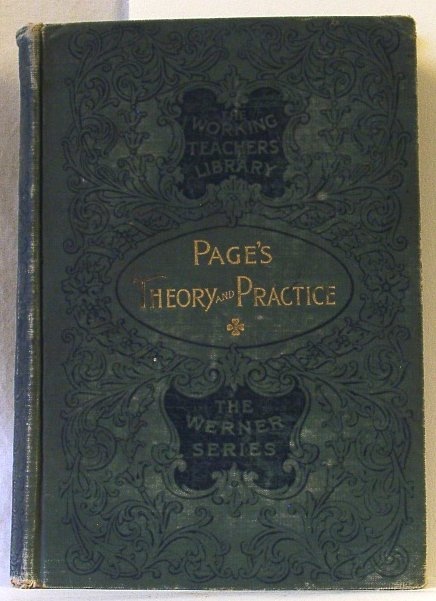 THE
WORKING
TEACHERS
LIBRARY
PAGE'S
THEORY AND PRACTICE
THE
WERNER
SERIES